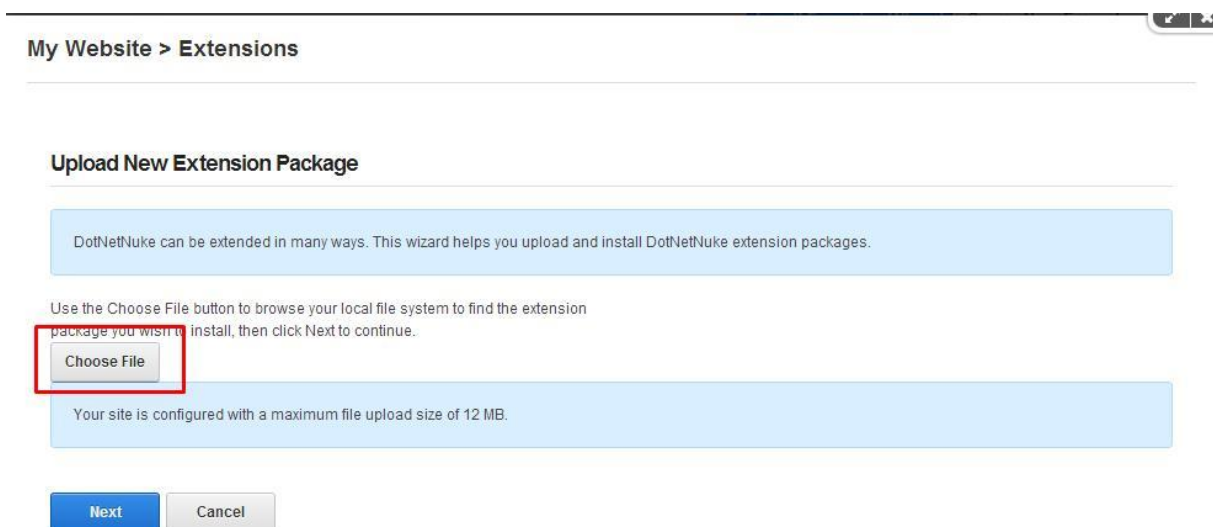 My Website > Extensions
Upload New Extension Package
DotNetNuke can be extended in many ways. This wizard helps you upload and install DotNetNuke extension packages.
Use the Choose File button to browse your local file system to find the extension
package you wish to install, then click Next to continue.
Choose File
Your site is configured with a maximum file upload size of 12 MB.
Next
Cancel